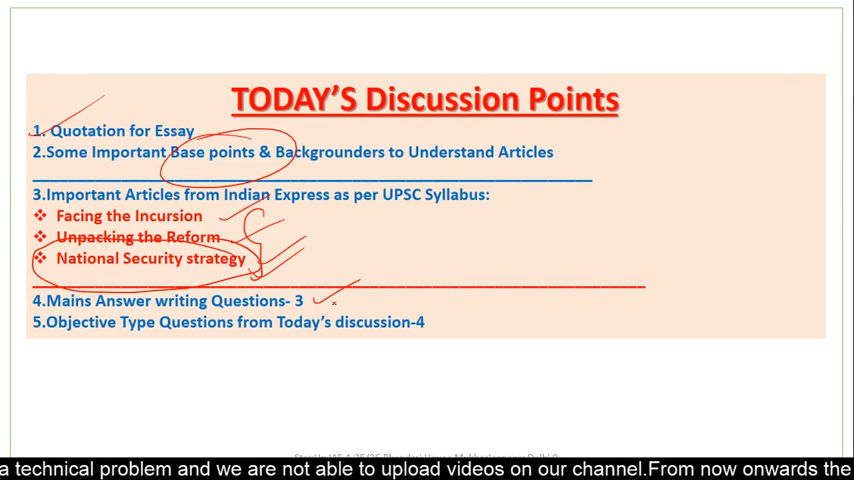 TODAY'S Discussion Points
1. Quotation for Essay
2.Some Important Base points & Backgrounders to Understand Articles
3.Important Articles from Indian Express as per UPSC Syllabus:
❖ Facing the Incursion
❖ Unpacking the Reform
❖ National Security strategy
4.Mains Answer writing Questions- 3
5.Objective Type Questions from Today's discussion-4
a technical problem and we are not able to upload videos on our channel.From now onwards the